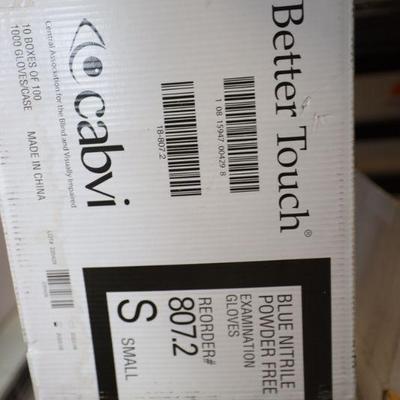 Better Touch®
1 08 15947 00429 8
18-807.2
cabvi
Central Association for the Blind and Visually Impaired
10 BOXES OF 100
1000 GLOVES/CASE
MADE IN CHINA
BLUE NITRILE
POWDER FREE
EXAMINATION
GLOVES
REORDER#
807.2
S
SMALL
LOT#